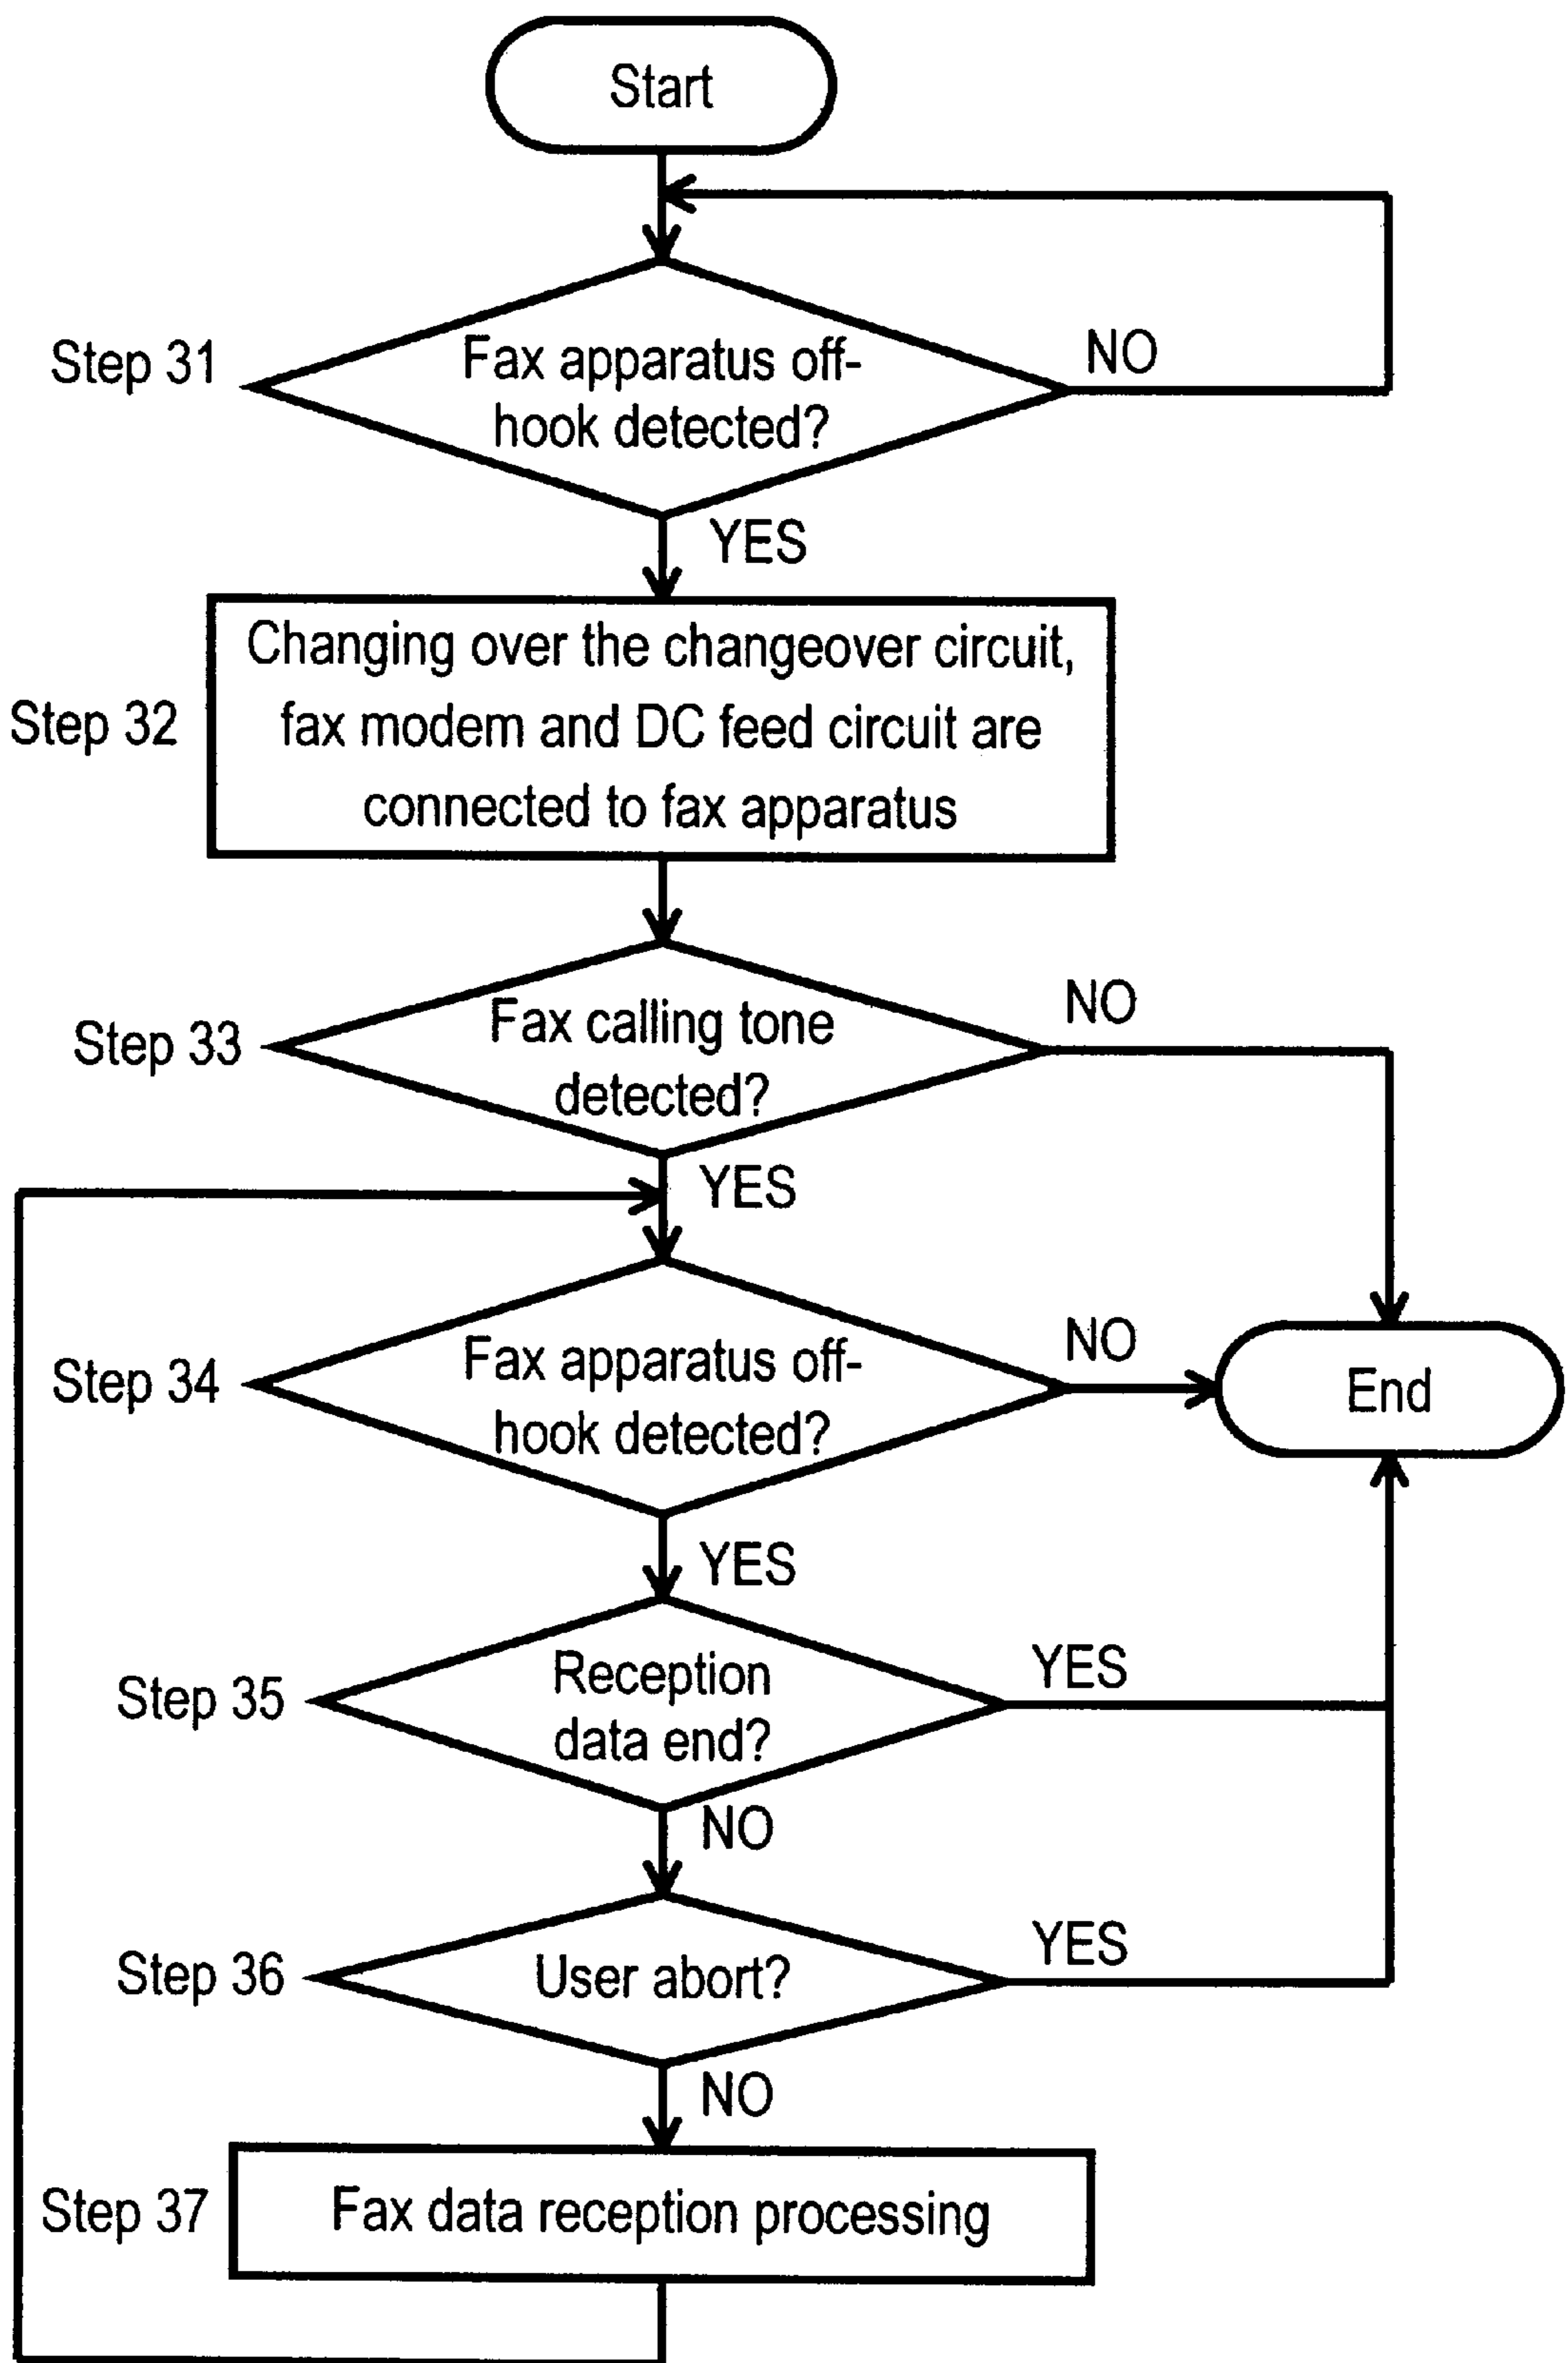 Start
Step 31
Fax apparatus off-
hook detected?
NO
YES
Step 32
Changing over the changeover circuit,
fax modem and DC feed circuit are
connected to fax apparatus
Step 33
Fax calling tone
detected?
NO
YES
Step 34
Fax apparatus off-
hook detected?
NO
End
YES
Step 35
Reception
data end?
YES
NO
Step 36
User abort?
YES
NO
Step 37
Fax data reception processing